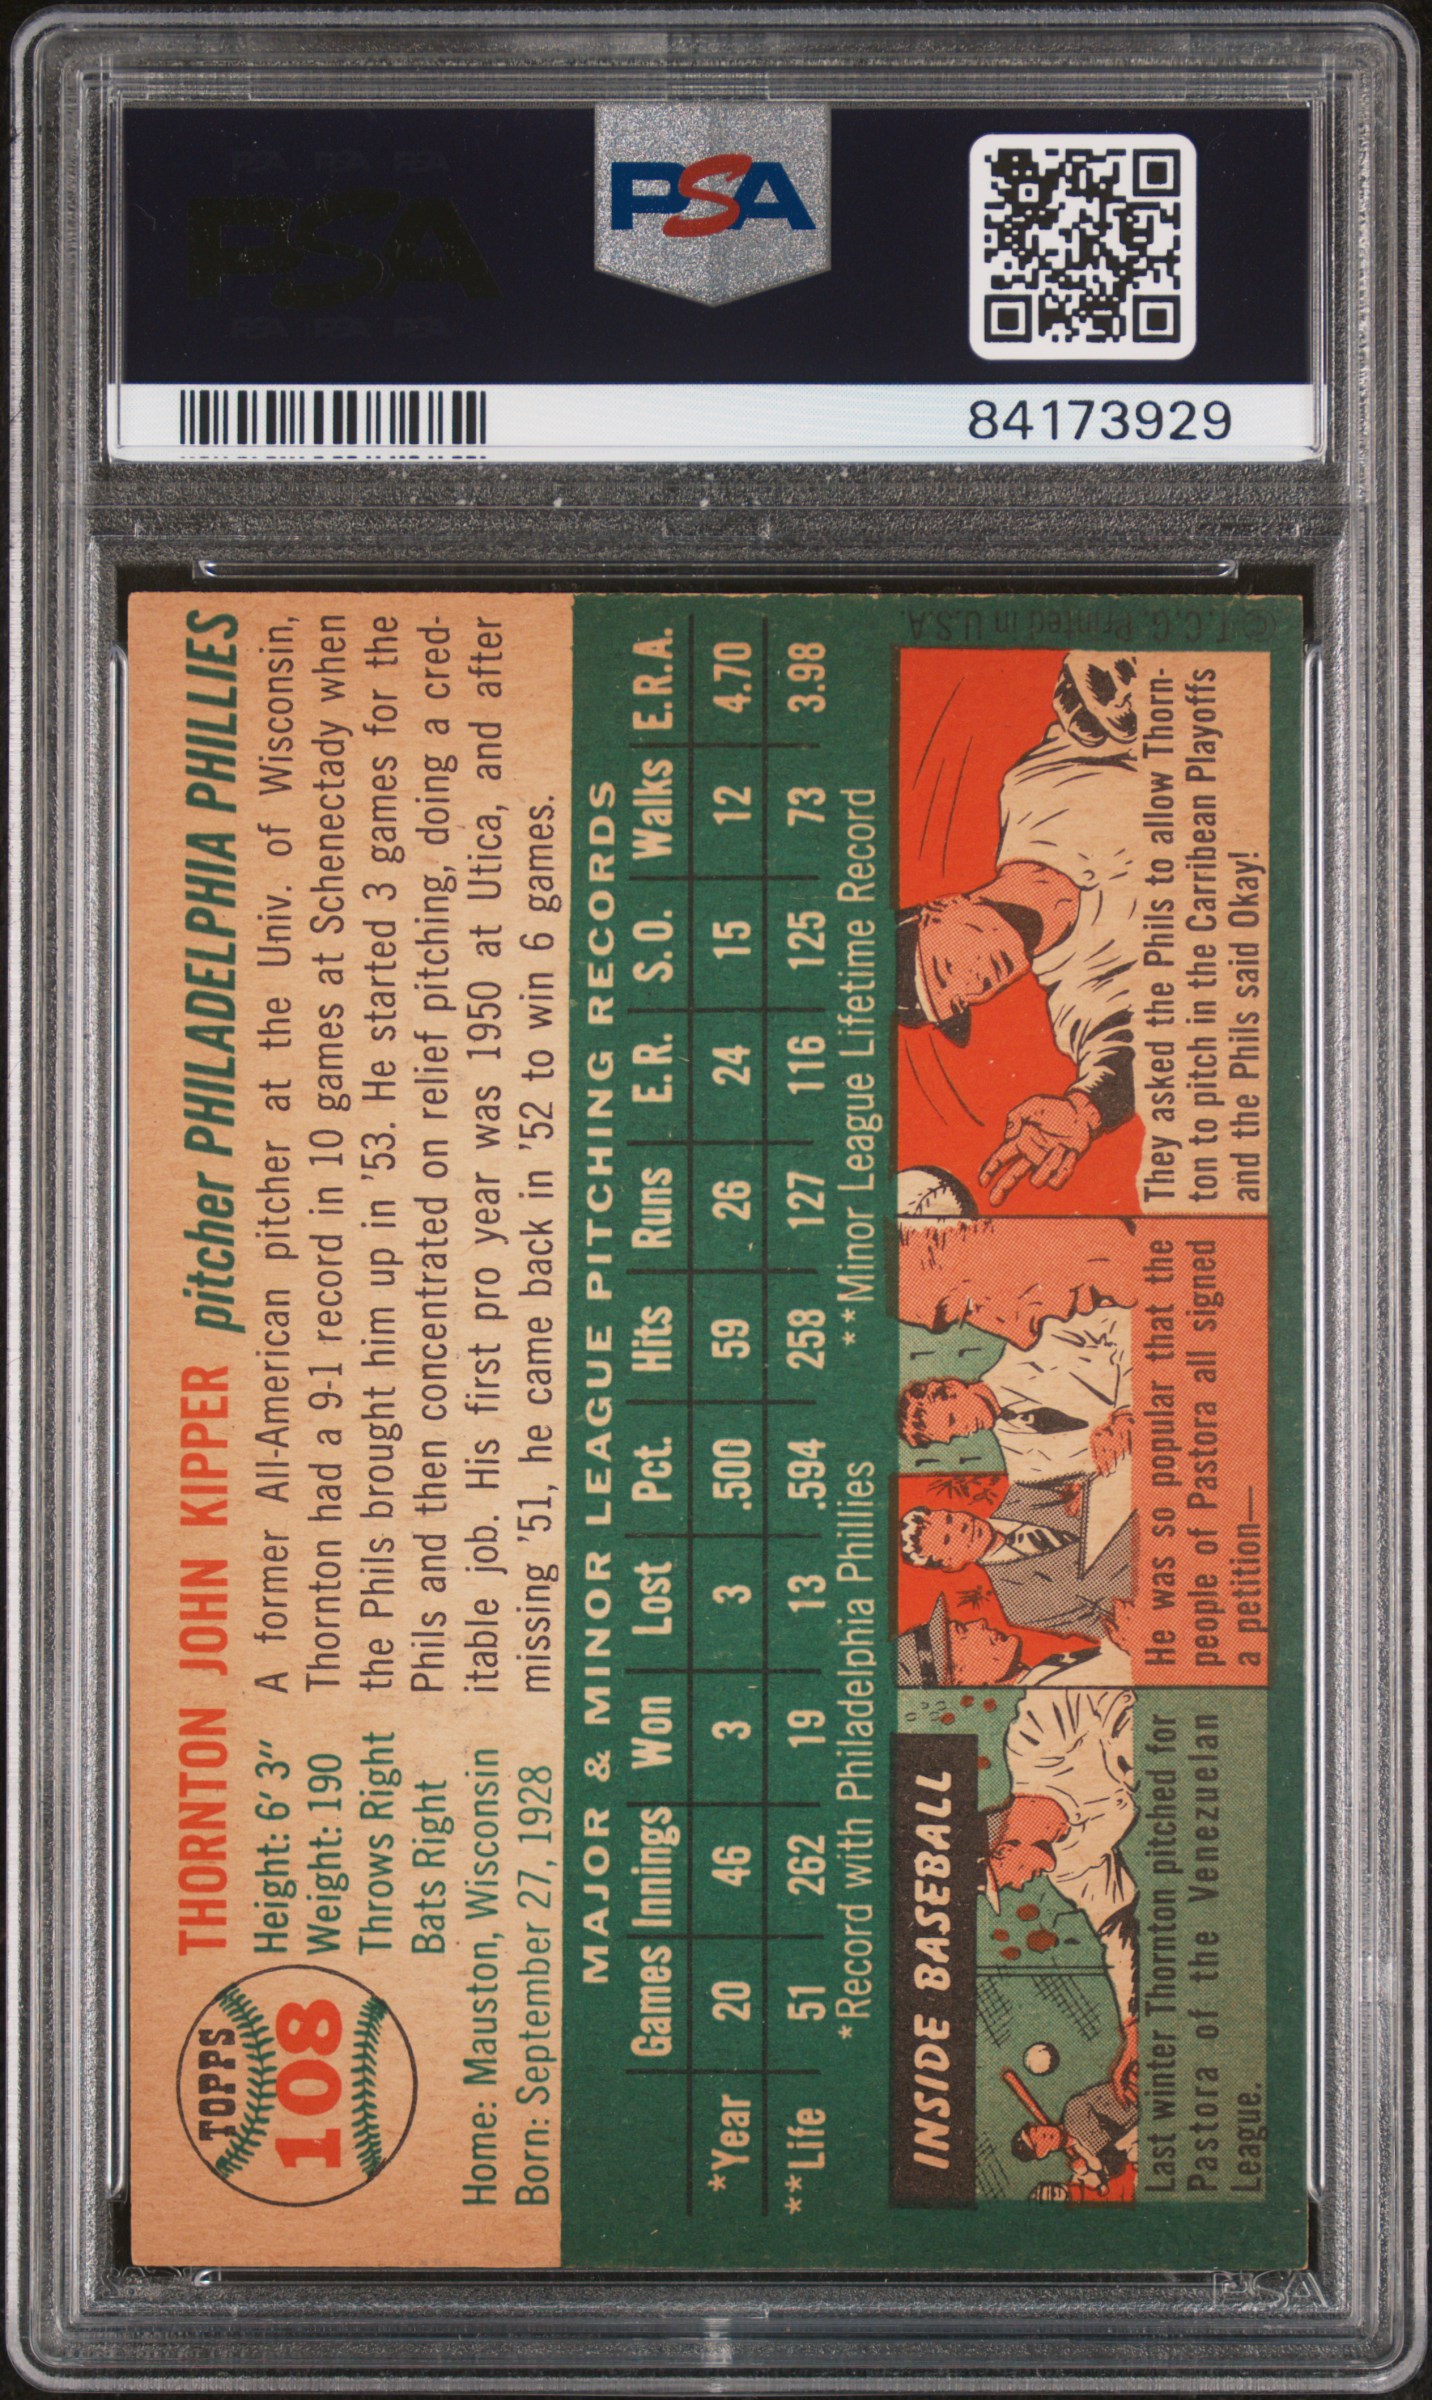 PSA PSA PSA
PSA
PSA PSA PSA
PSA
84173929
TOPPS
108
THORNTON JOHN KIPPER pitcher PHILADELPHIA PHILLIES
Height: 6' 3"
Weight: 190
Throws Right
Bats Right
Home: Mauston, Wisconsin
Born: September 27, 1928
A former All-American pitcher at the Univ. of Wisconsin,
Thornton had a 9-1 record in 10 games at Schenectady when
the Phils brought him up in '53. He started 3 games for the
Phils and then concentrated on relief pitching, doing a cred-
itable job. His first pro year was 1950 at Utica, and after
missing '51, he came back in '52 to win 6 games.
MAJOR & MINOR LEAGUE PITCHING RECORDS
Games Innings Won Lost Pct. Hits Runs E. R. S. O. Walks E.R.A.
*Year 20 46 3 3 .500 59 26 24 15 12 4.70
**Life 51 262 19 13 .594 258 127 116 125 73 3.98
*Record with Philadelphia Phillies **Minor League Lifetime Record
INSIDE BASEBALL
Last winter Thornton pitched for
Pastora of the Venezuelan
League.
He was so popular that the
people of Pastora all signed
a petition—
They asked the Phils to allow Thorn-
ton to pitch in the Carribean Playoffs
and the Phils said Okay!
©T.C.G. Printed in U.S.A.
PSA